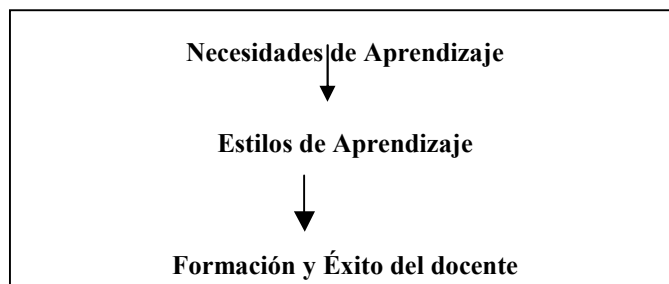 Necesidades de Aprendizaje
Estilos de Aprendizaje
Formación y Éxito del docente